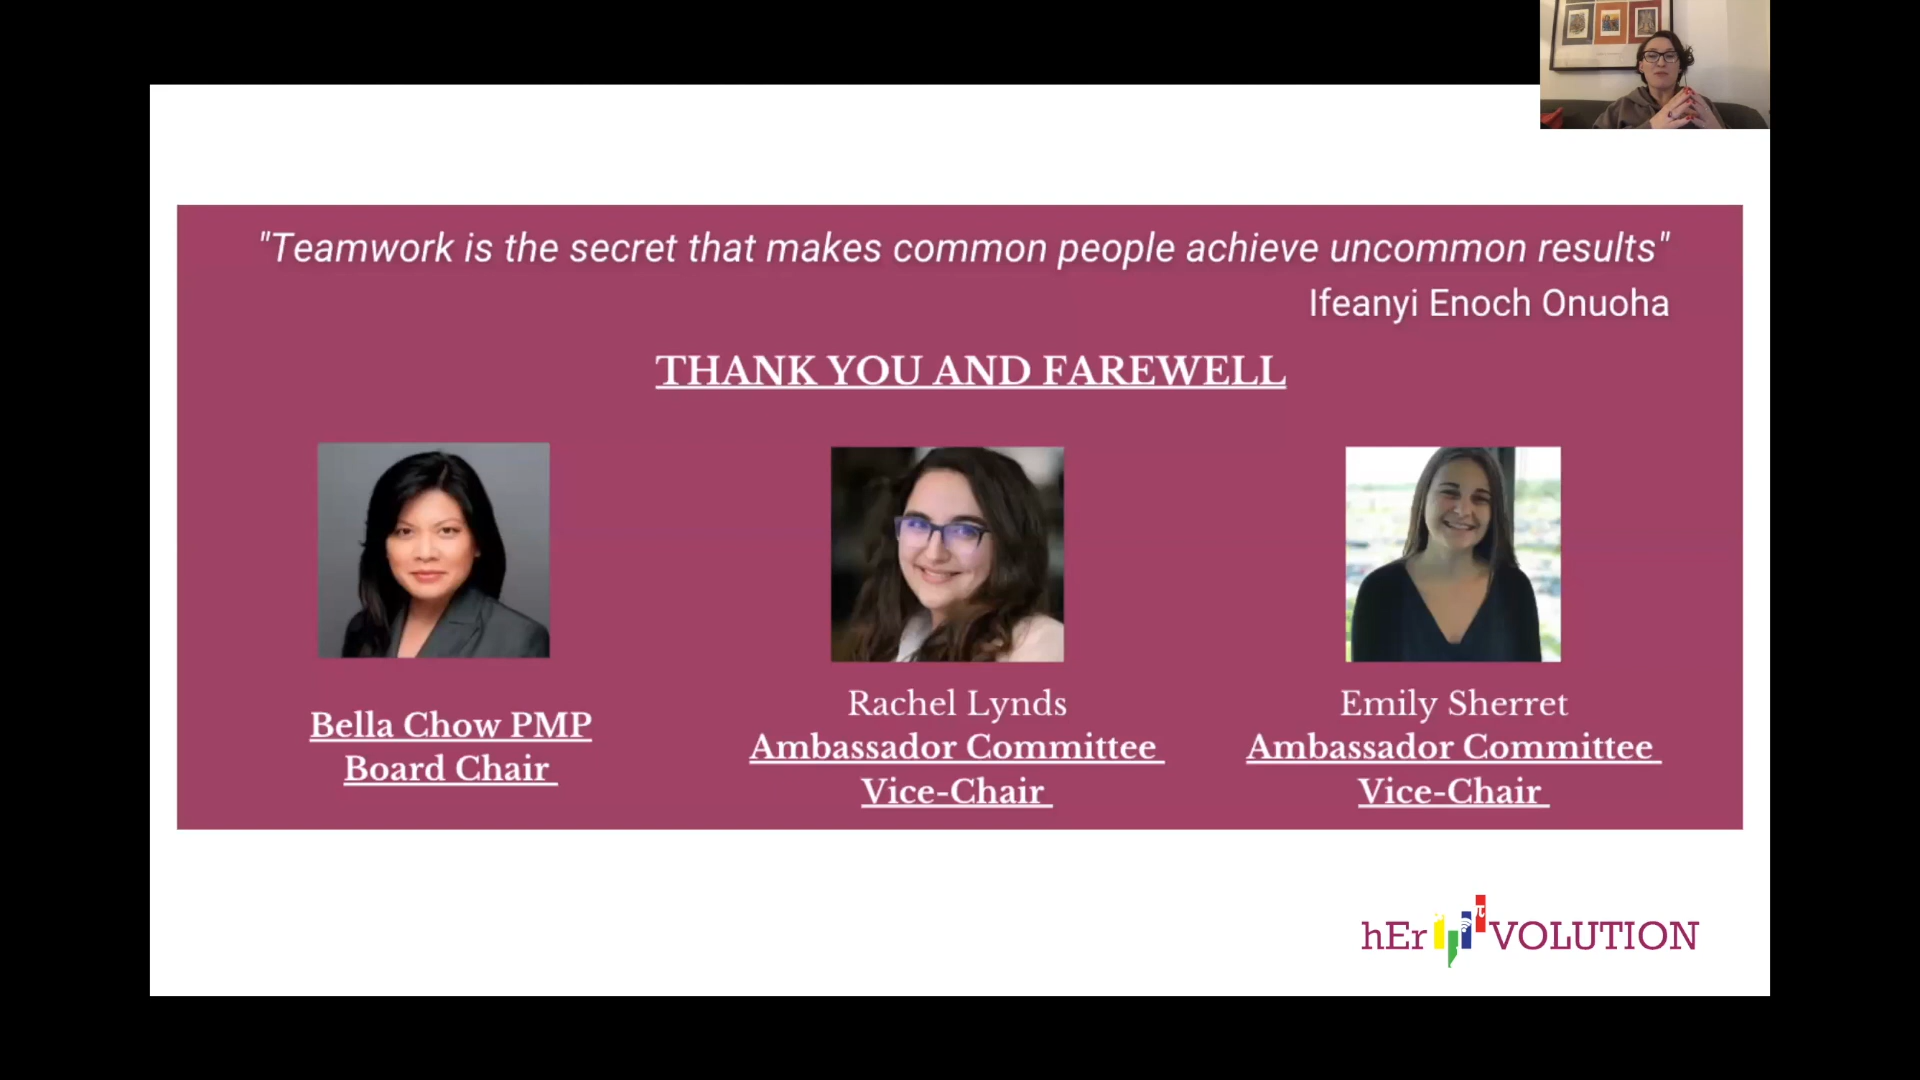 "Teamwork is the secret that makes common people achieve uncommon results"
Ifeanyi Enoch Onuoha
THANK YOU AND FAREWELL
Bella Chow PMP
Board Chair
Rachel Lynds
Ambassador Committee
Vice-Chair
Emily Sherret
Ambassador Committee
Vice-Chair
hEr VOLUTION
π